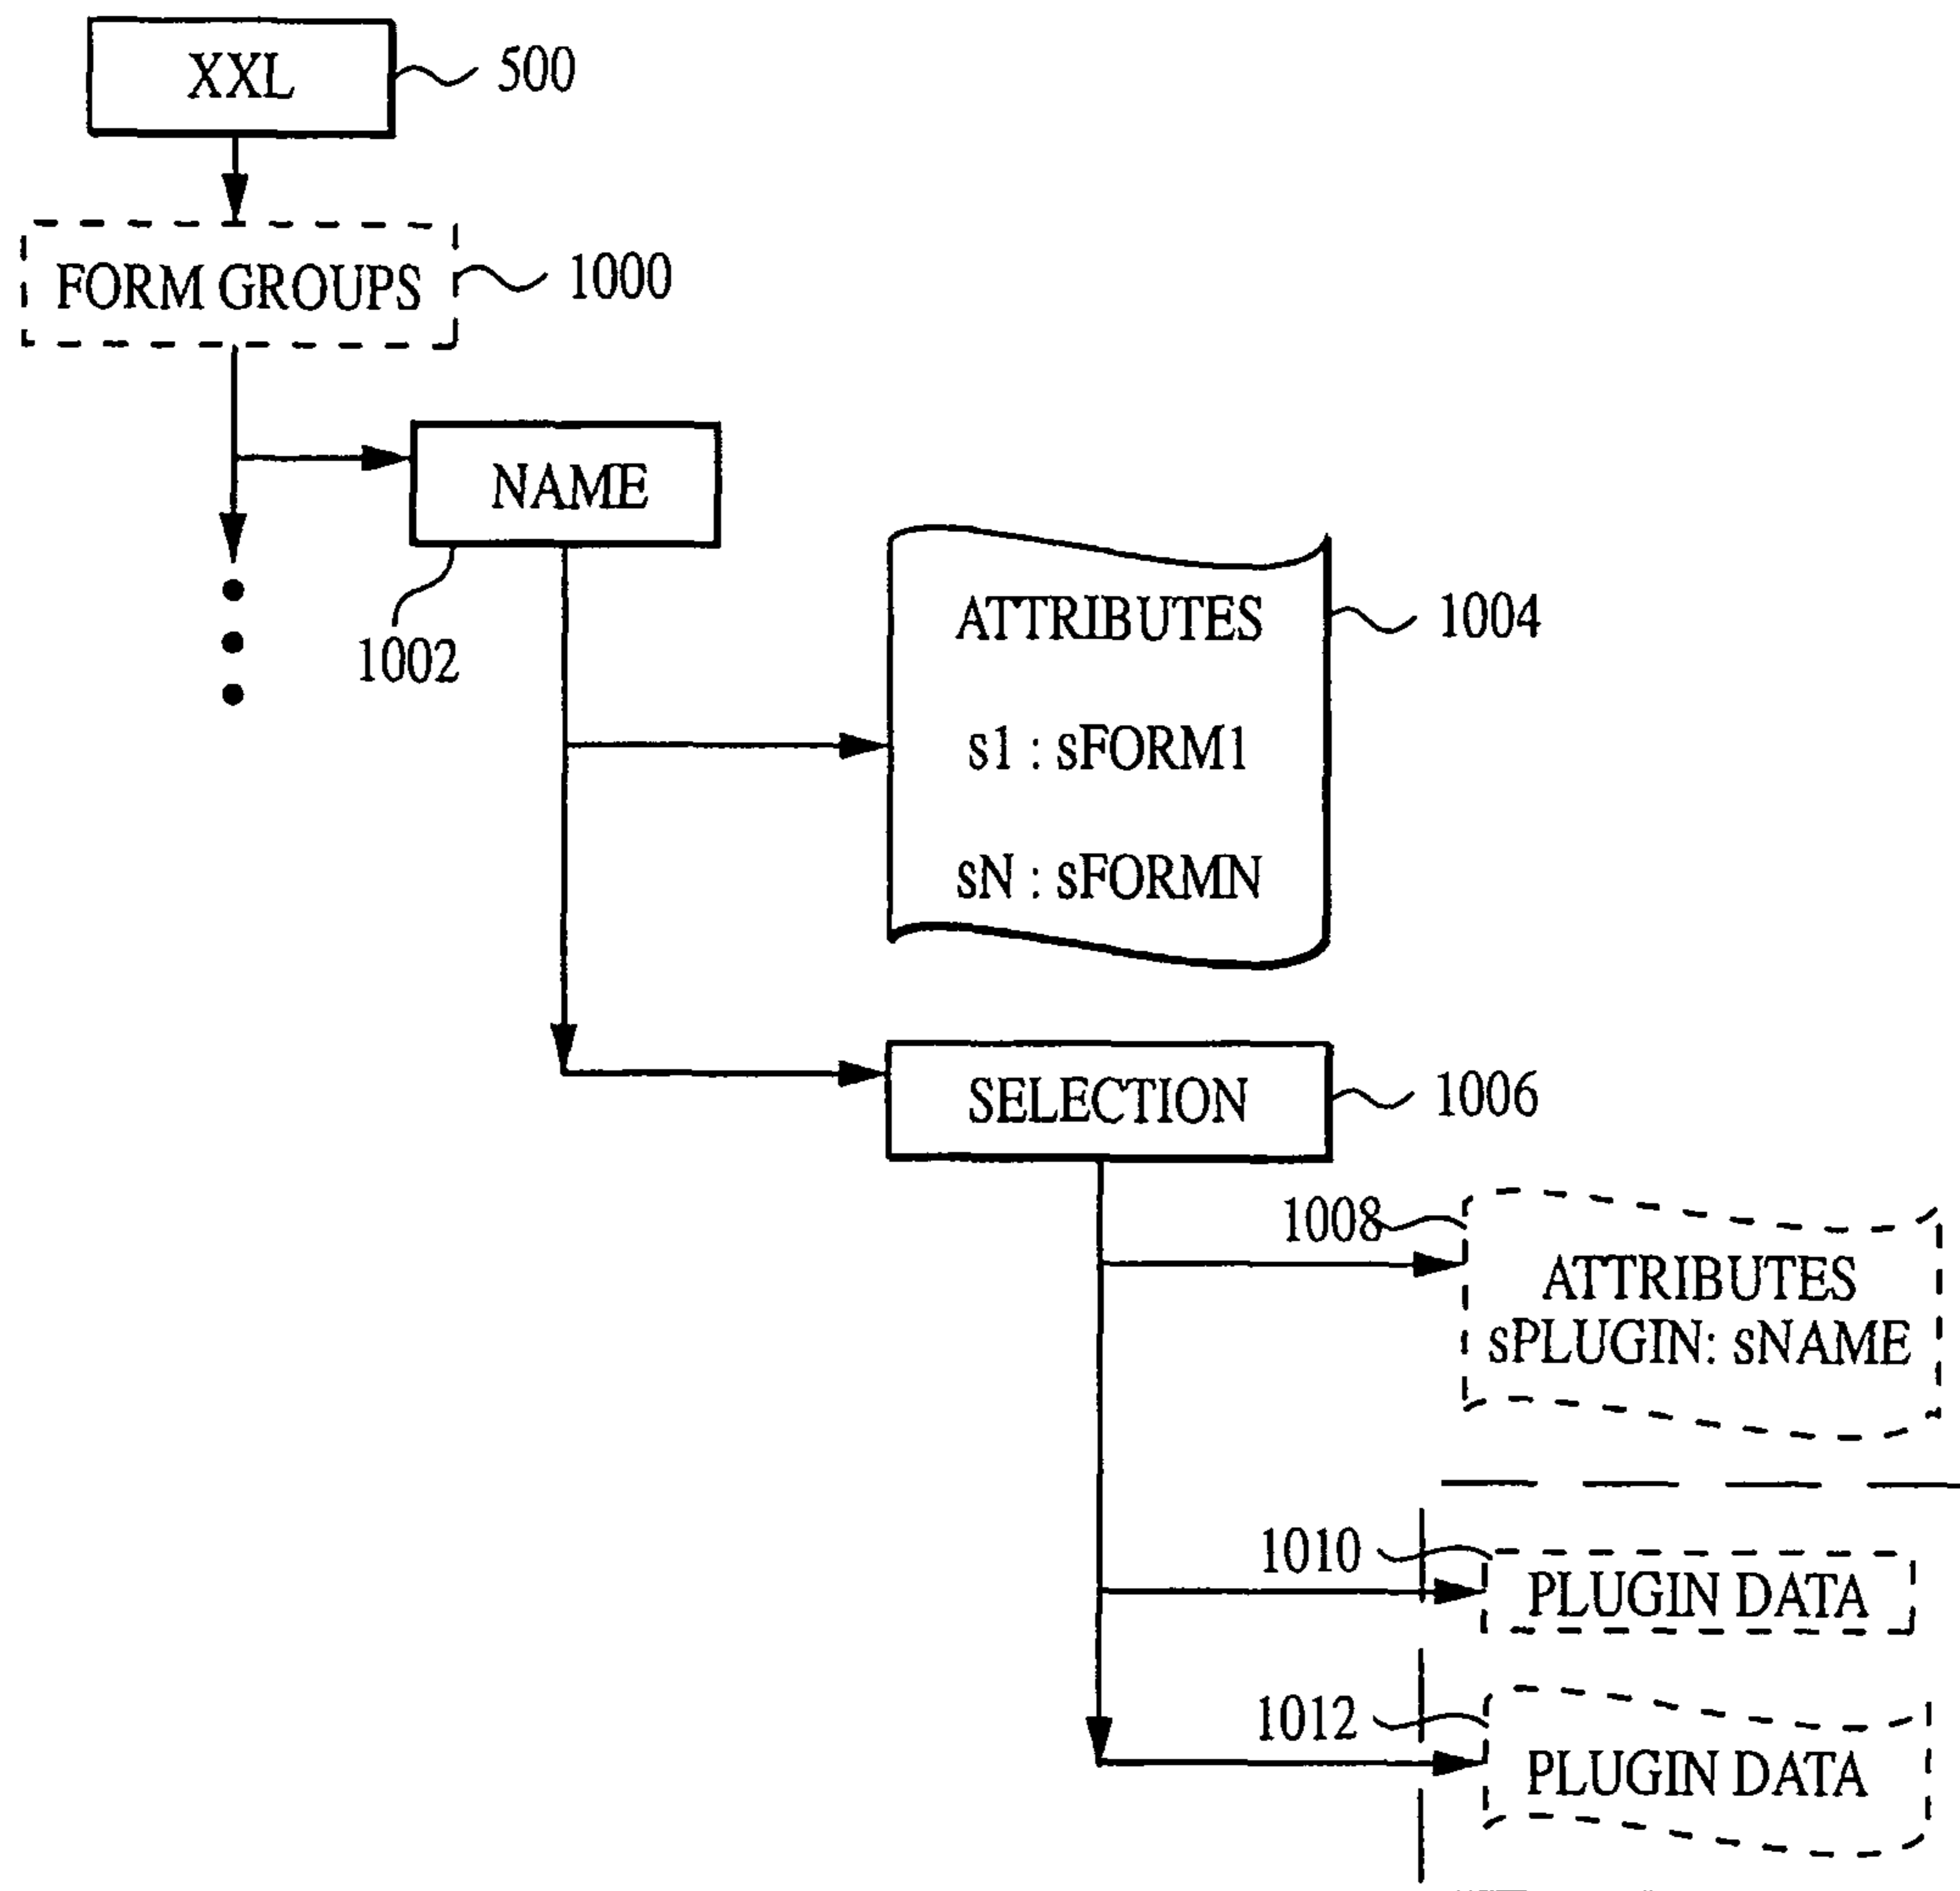 XXL
500
FORM GROUPS
1000
NAME
1002
ATTRIBUTES
1004
s1 : sFORM1
sN : sFORMN
SELECTION
1006
1008
ATTRIBUTES
sPLUGIN: sNAME
1010
PLUGIN DATA
1012
PLUGIN DATA